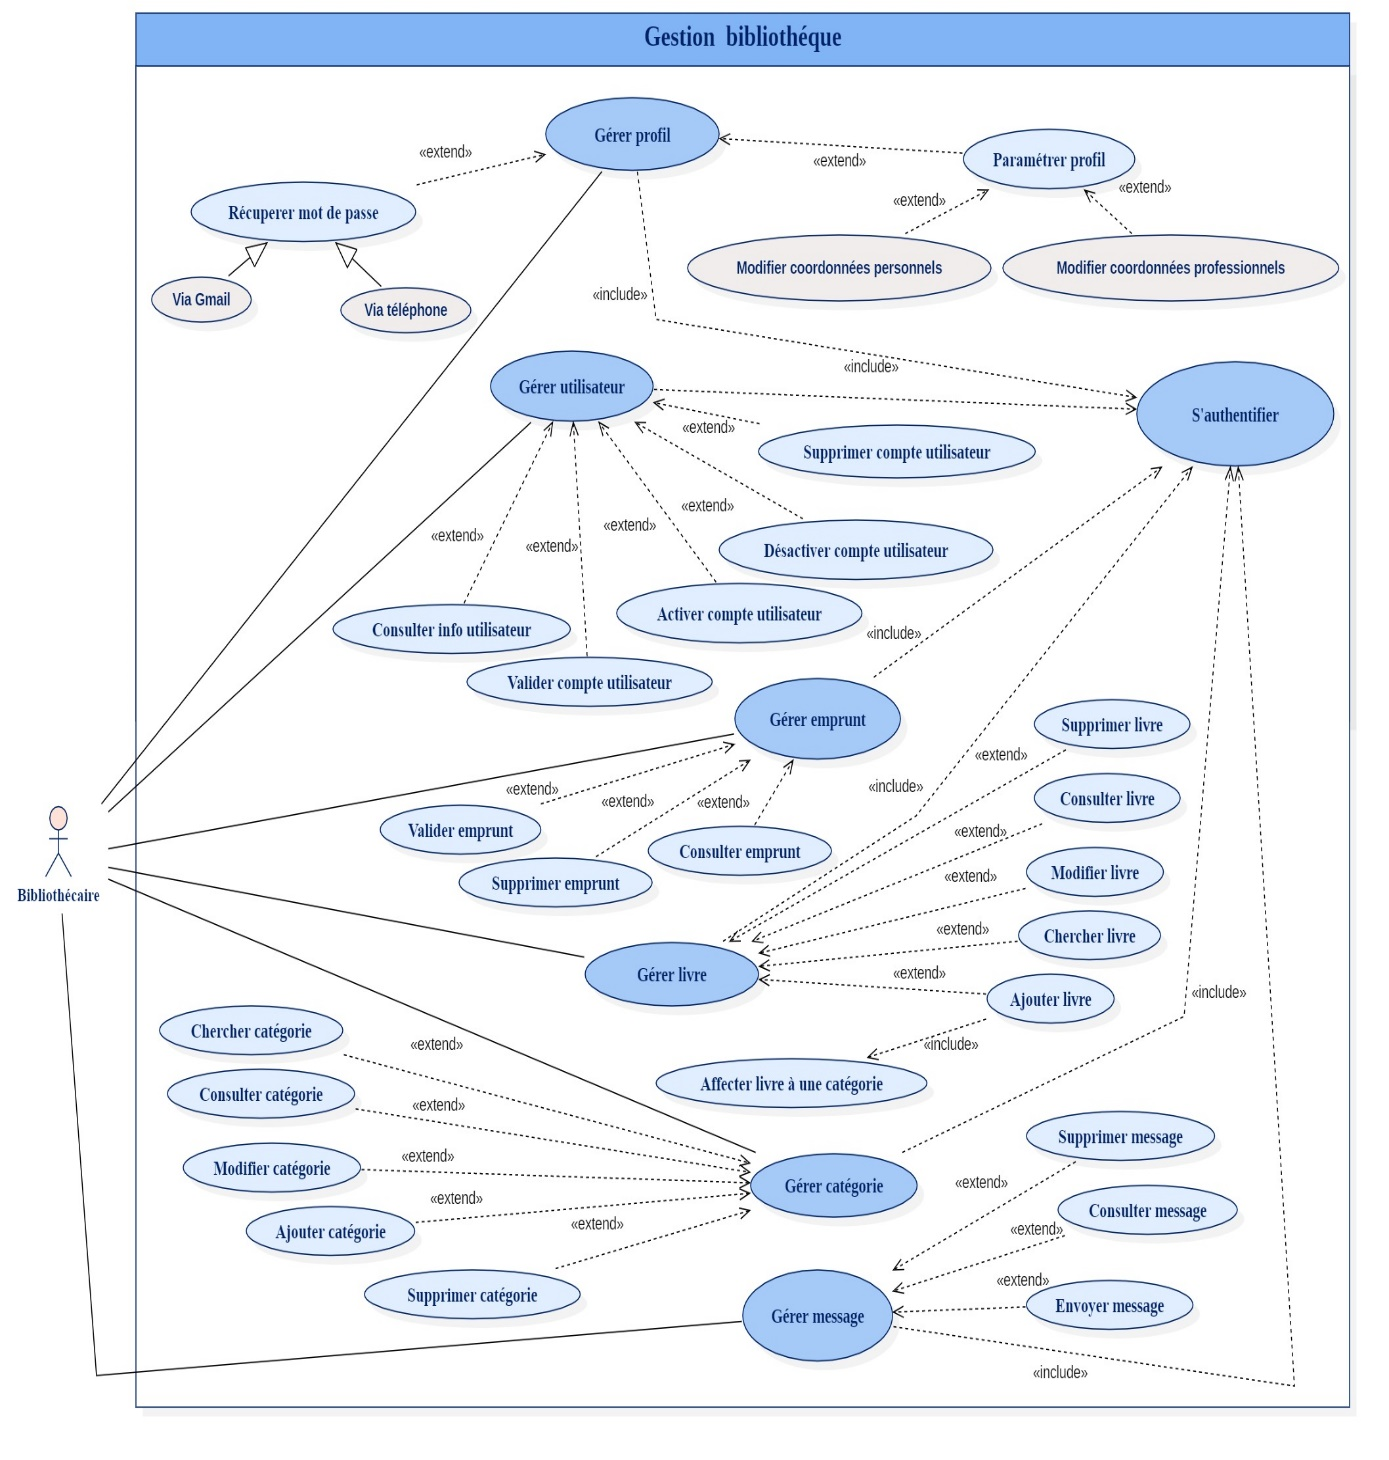 Gestion bibliothéque
Gérer profil
«extend»
Paramétrer profil
«extend»
«extend»
«extend»
Récuperer mot de passe
Modifier coordonnées personnels
Modifier coordonnées professionnels
Via Gmail
Via téléphone
«include»
«include»
Gérer utilisateur
S'authentifier
«extend»
Supprimer compte utilisateur
«extend»
«extend»
«extend»
«extend»
Désactiver compte utilisateur
Activer compte utilisateur
Consulter info utilisateur
«include»
Valider compte utilisateur
Gérer emprunt
Supprimer livre
«extend»
«include»
«extend»
«extend»
«extend»
Consulter livre
Valider emprunt
«extend»
Consulter emprunt
Modifier livre
«extend»
Supprimer emprunt
Bibliothécaire
«extend»
Chercher livre
Gérer livre
«extend»
«include»
Ajouter livre
Chercher catégorie
«extend»
«include»
Affecter livre à une catégorie
Consulter catégorie
«extend»
Supprimer message
«extend»
Modifier catégorie
Gérer catégorie
«extend»
«extend»
Consulter message
Ajouter catégorie
«extend»
«extend»
«extend»
Supprimer catégorie
Envoyer message
Gérer message
«include»